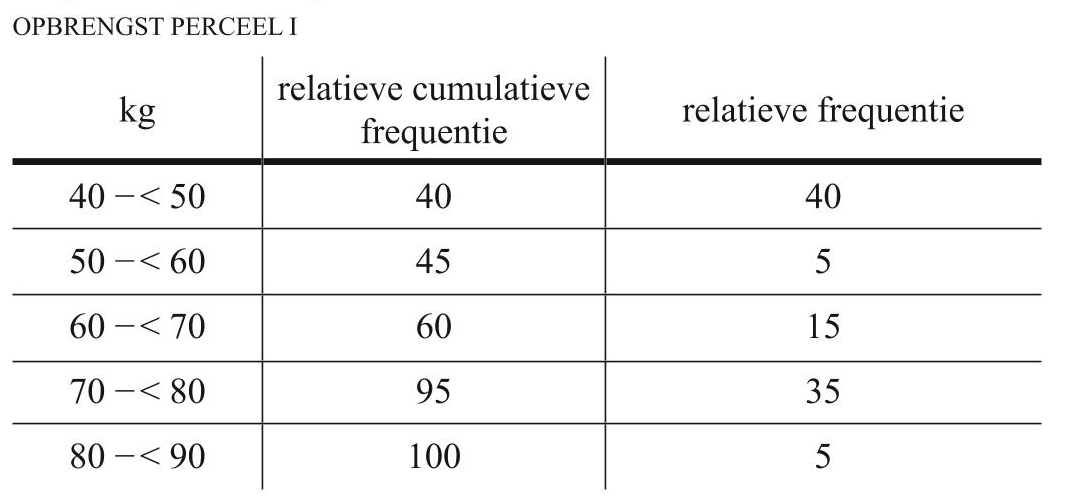 OPBRENGST PERCEEL I
kg relatieve cumulatieve frequentie relatieve frequentie
40 –< 50 40 40
50 –< 60 45 5
60 –< 70 60 15
70 –< 80 95 35
80 –< 90 100 5